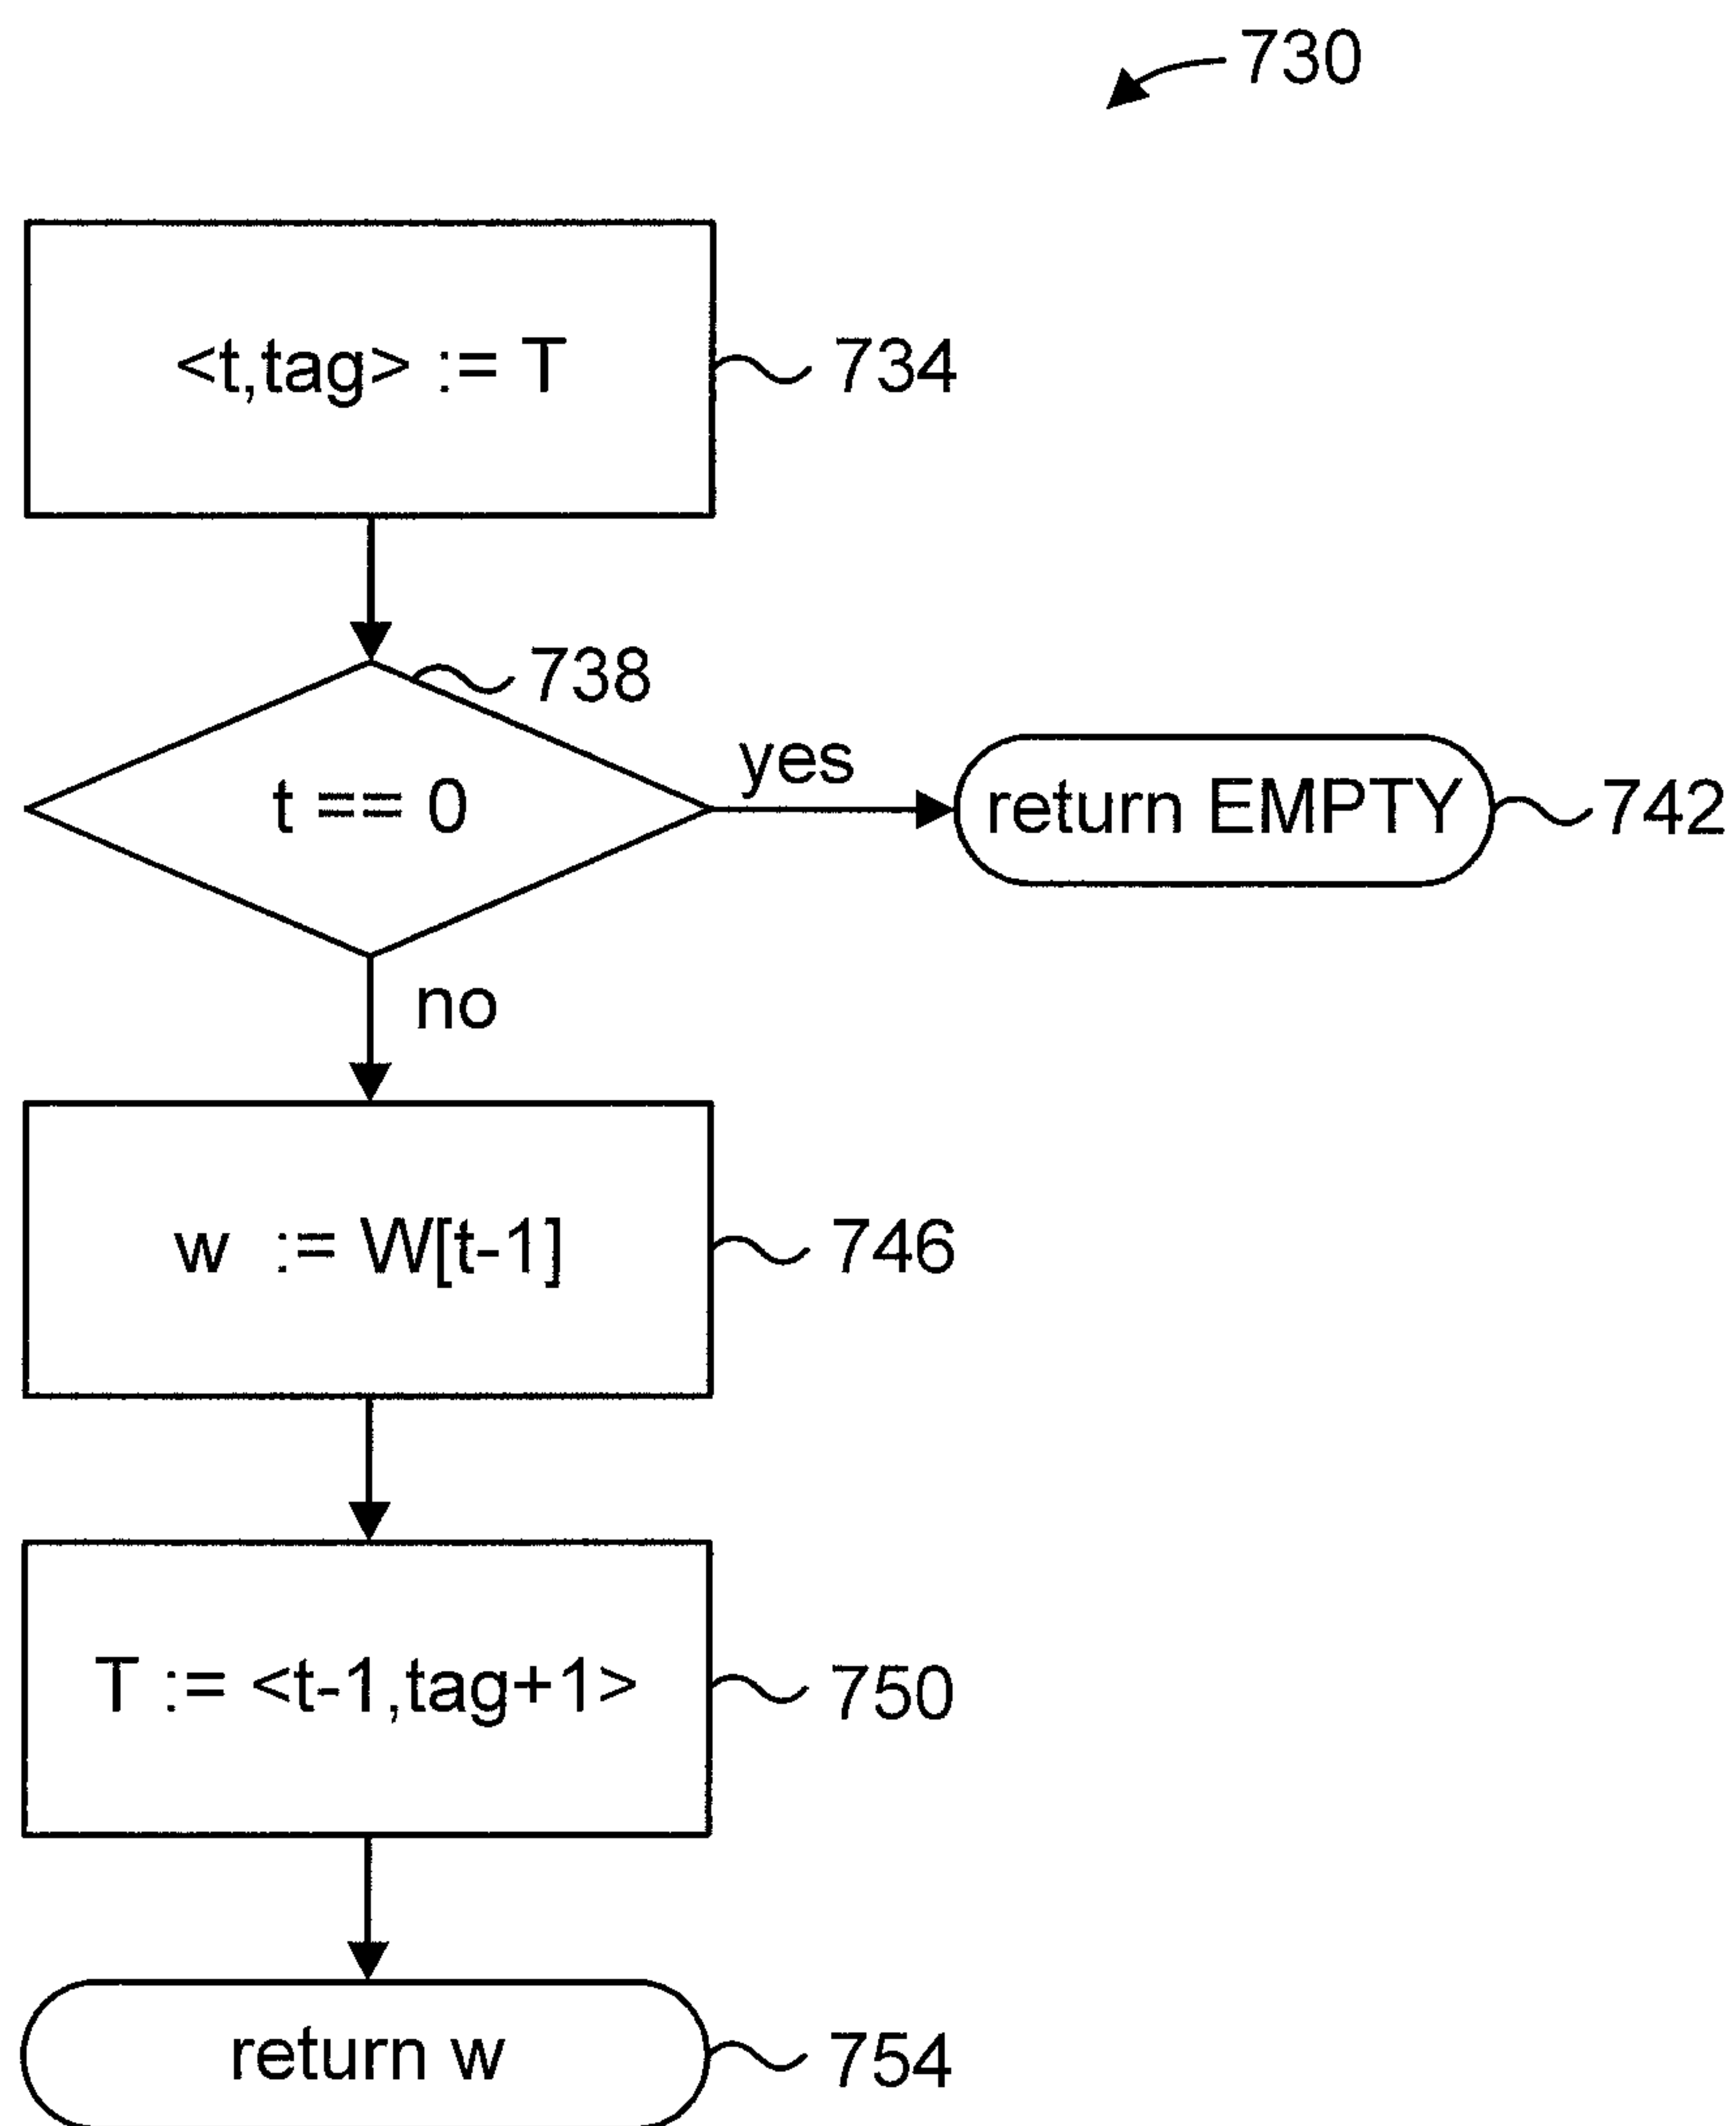 730
<t,tag> := T
734
738
t == 0
yes
return EMPTY
742
no
w := W[t-1]
746
T := <t-1,tag+1>
750
return w
754